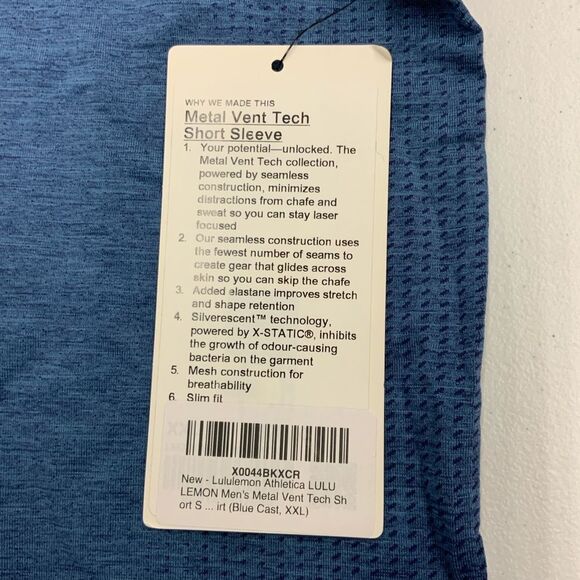 WHY WE MADE THIS
Metal Vent Tech
Short Sleeve
1. Your potential—unlocked. The
Metal Vent Tech collection,
powered by seamless
construction, minimizes
distractions from chafe and
sweat so you can stay laser
focused
2. Our seamless construction uses
the fewest number of seams to
create gear that glides across
skin so you can skip the chafe
3. Added elastane improves stretch
and shape retention
4. Silverescent™ technology,
powered by X-STATIC®, inhibits
the growth of odour-causing
bacteria on the garment
5. Mesh construction for
breathability
6. Slim fit
X0044BKXCR
New - Lululemon Athletica LULU
LEMON Men's Metal Vent Tech Sh
ort S ... irt (Blue Cast, XXL)